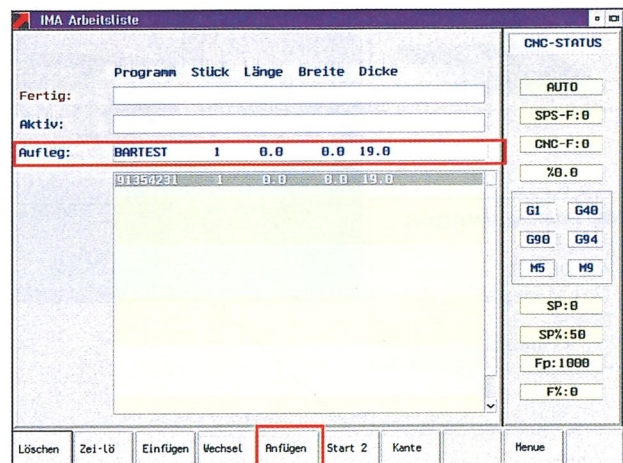 IMA Arbeitsliste
CNC-STATUS
Programm Stück Länge Breite Dicke
Fertig:
Aktiv:
Aufleg: BARTEST 1 0.0 0.0 19.0
91354231 1 0.0 0.0 19.0
AUTO
SPS-F:0
CNC-F:0
%0.0
G1 G40
G90 G94
M5 M9
SP:0
SP%:50
Fp:1000
F%:0
Löschen Zei-lö Einfügen Wechsel Anfügen Start 2 Kante Menue